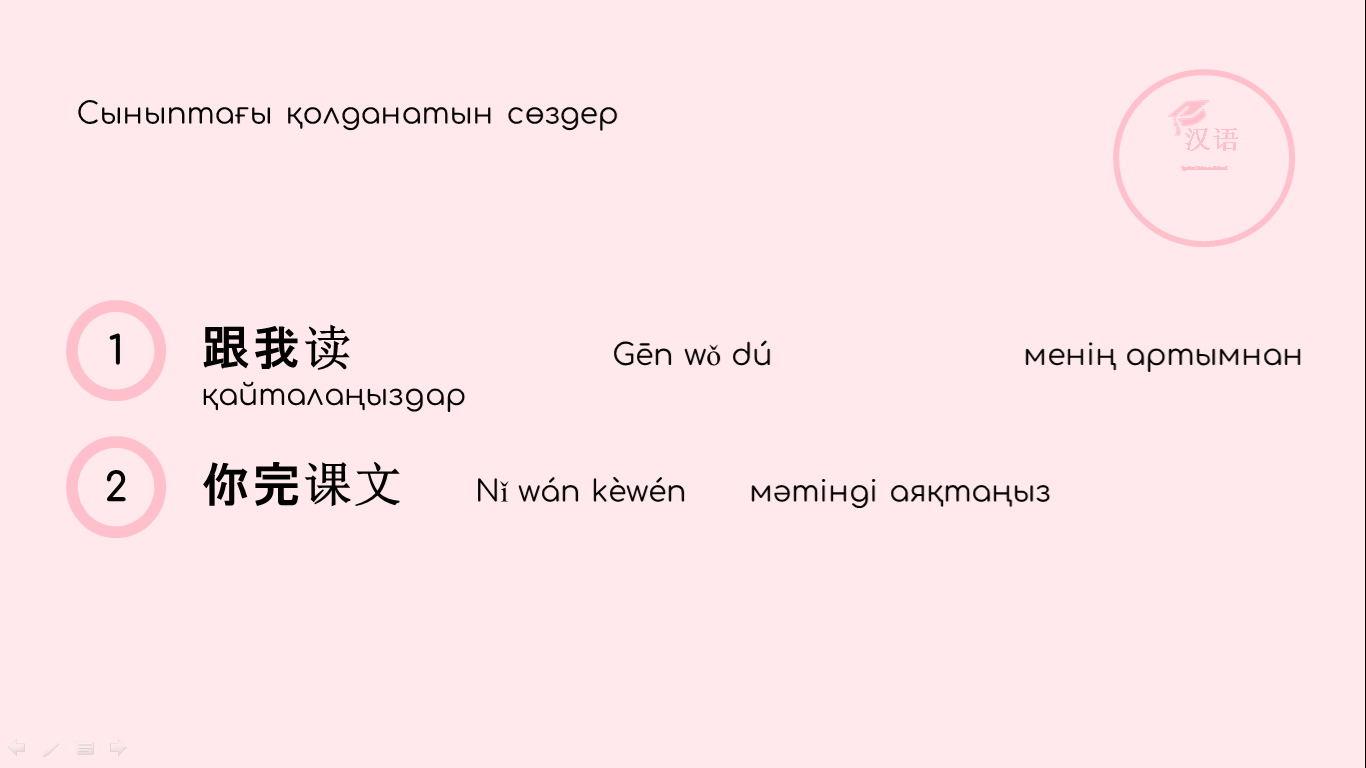 Сыныптағы қолданатын сөздер
汉语
1 跟我读 Gēn wǒ dú менің артымнан
қайталаңыздар
2 你完课文 Nǐ wán kèwén мәтінді аяқтаңыз